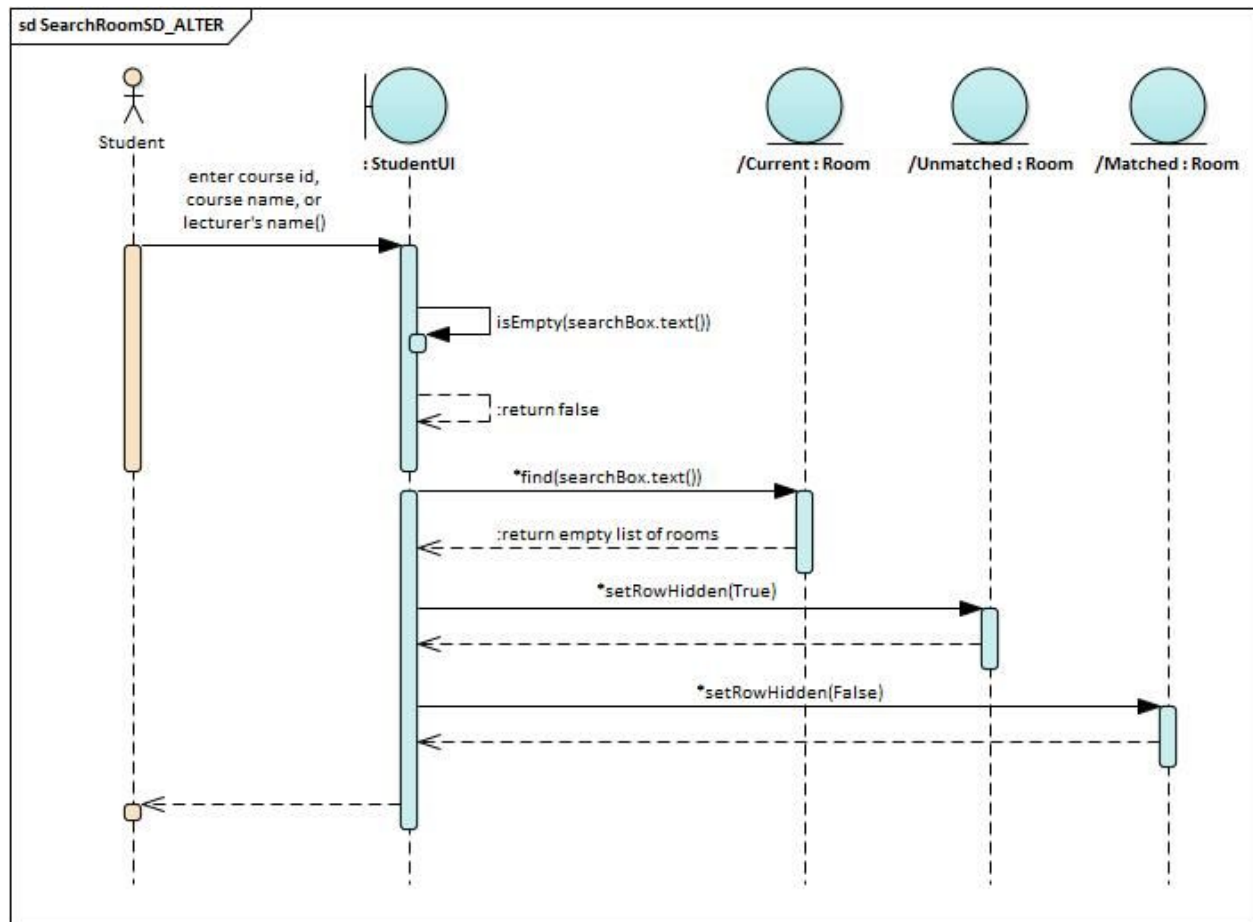 sd SearchRoomSD_ALTER
Student
: StudentUI
/Current : Room
/Unmatched : Room
/Matched : Room
enter course id,
course name, or
lecturer's name()
isEmpty(searchBox.text())
:return false
*find(searchBox.text())
:return empty list of rooms
*setRowHidden(True)
*setRowHidden(False)